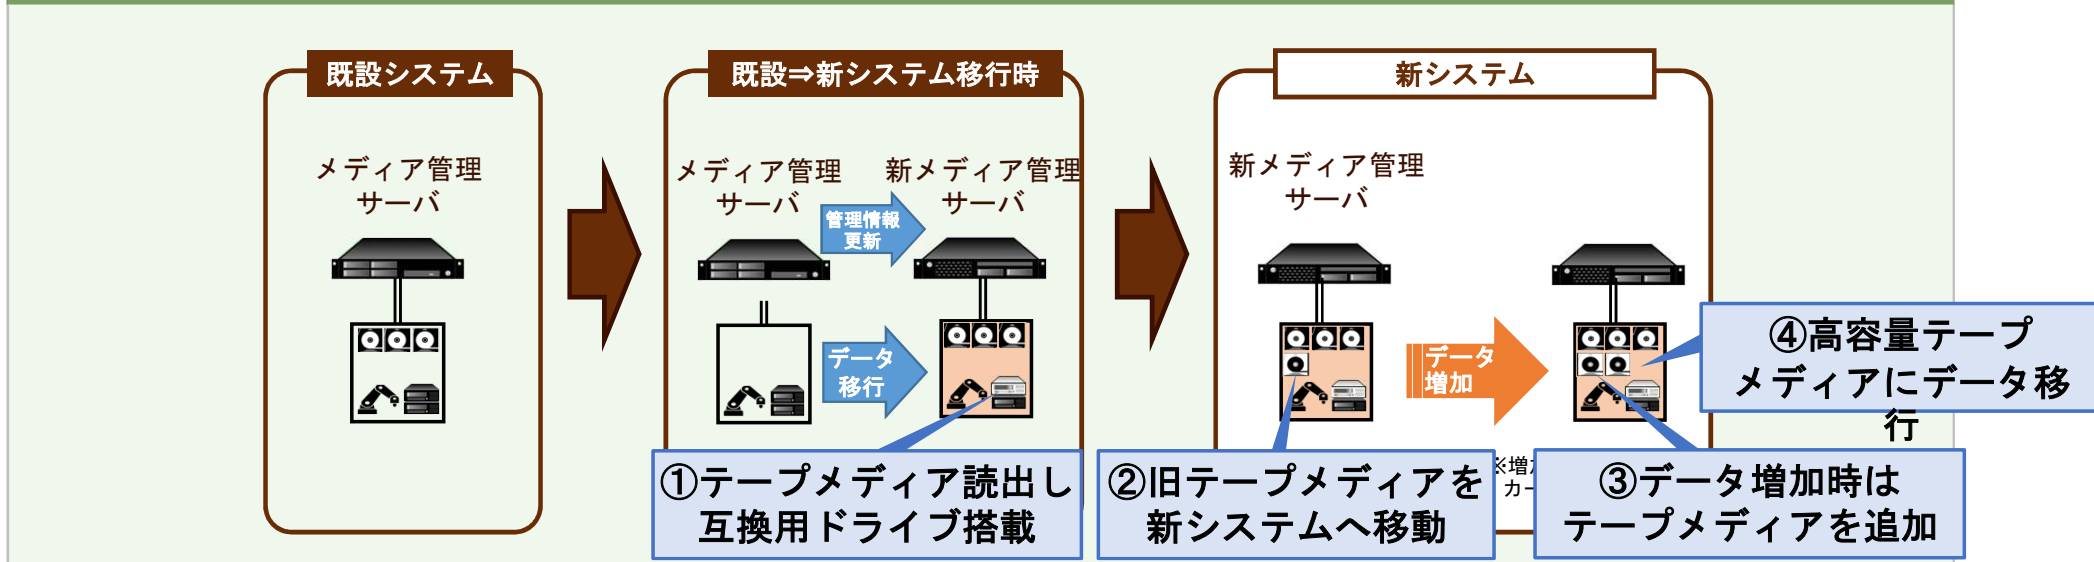 既設システム
メディア管理
サーバ
既設⇒新システム移行時
メディア管理
サーバ
新メディア管理
サーバ
管理情報
更新
データ
移行
①テープメディア読出し
互換用ドライブ搭載
新システム
新メディア管理
サーバ
データ
増加
②旧テープメディアを
新システムへ移動
※増
カー
③データ増加時は
テープメディアを追加
④高容量テープ
メディアにデータ移
行